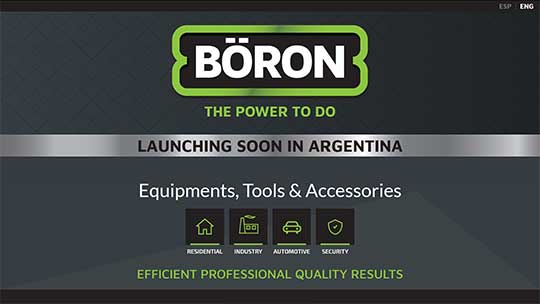 ESP | ENG
BÖRON
THE POWER TO DO
LAUNCHING SOON IN ARGENTINA
Equipments, Tools & Accessories
RESIDENTIAL INDUSTRY AUTOMOTIVE SECURITY
EFFICIENT PROFESSIONAL QUALITY RESULTS